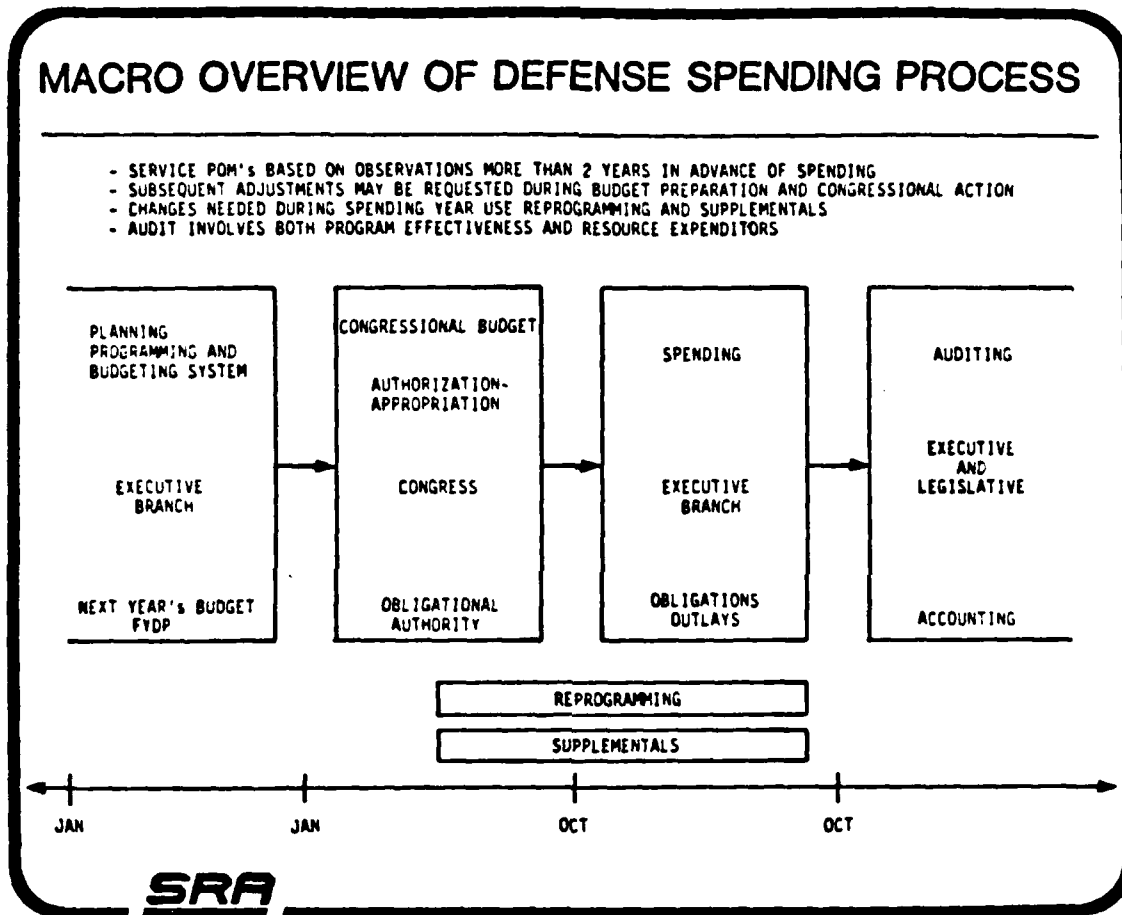 MACRO OVERVIEW OF DEFENSE SPENDING PROCESS
- SERVICE POM's BASED ON OBSERVATIONS MORE THAN 2 YEARS IN ADVANCE OF SPENDING
- SUBSEQUENT ADJUSTMENTS MAY BE REQUESTED DURING BUDGET PREPARATION AND CONGRESSIONAL ACTION
- CHANGES NEEDED DURING SPENDING YEAR USE REPROGRAMMING AND SUPPLEMENTALS
- AUDIT INVOLVES BOTH PROGRAM EFFECTIVENESS AND RESOURCE EXPENDITORS
PLANNING
PROGRAMMING AND
BUDGETING SYSTEM
EXECUTIVE
BRANCH
NEXT YEAR's BUDGET
FYDP
CONGRESSIONAL BUDGET
AUTHORIZATION-
APPROPRIATION
CONGRESS
OBLIGATIONAL
AUTHORITY
SPENDING
EXECUTIVE
BRANCH
OBLIGATIONS
OUTLAYS
AUDITING
EXECUTIVE
AND
LEGISLATIVE
ACCOUNTING
REPROGRAMMING
SUPPLEMENTALS
JAN
JAN
OCT
OCT
SRA